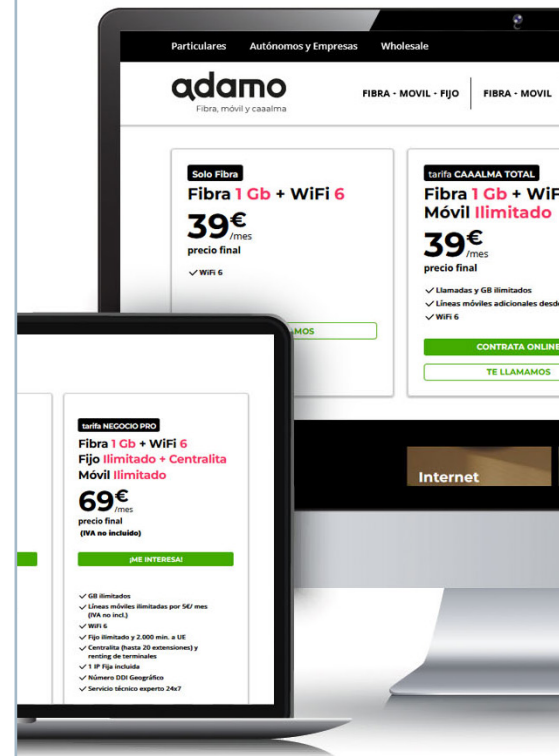 Particulares Autónomos y Empresas Wholesale
adamo
Fibra, móvil y caaalma
FIBRA - MOVIL - FIJO FIBRA - MOVIL
Solo Fibra
Fibra 1 Gb + WiFi 6
39€
/mes
precio final
WiFi 6
MOS
tarifa CAAALMA TOTAL
Fibra 1 Gb + WiF
Móvil Ilimitado
39€
/mes
precio final
Llamadas y GB ilimitados
Líneas móviles adicionales desd
WiFi 6
CONTRATA ONLINE
TE LLAMAMOS
Internet
tarifa NEGOCIO PRO
Fibra 1 Gb + WiFi 6
Fijo Ilimitado + Centralita
Móvil Ilimitado
69€
/mes
precio final
(IVA no incluido)
¡ME INTERESA!
GB ilimitados
Líneas móviles ilimitadas por 5€/ mes
(IVA no incl.)
WiFi 6
Fijo ilimitado y 2.000 min. a UE
Centralita (hasta 20 extensiones) y
renting de terminales
1 IP Fija incluida
Número DDI Geográfico
Servicio técnico experto 24x7